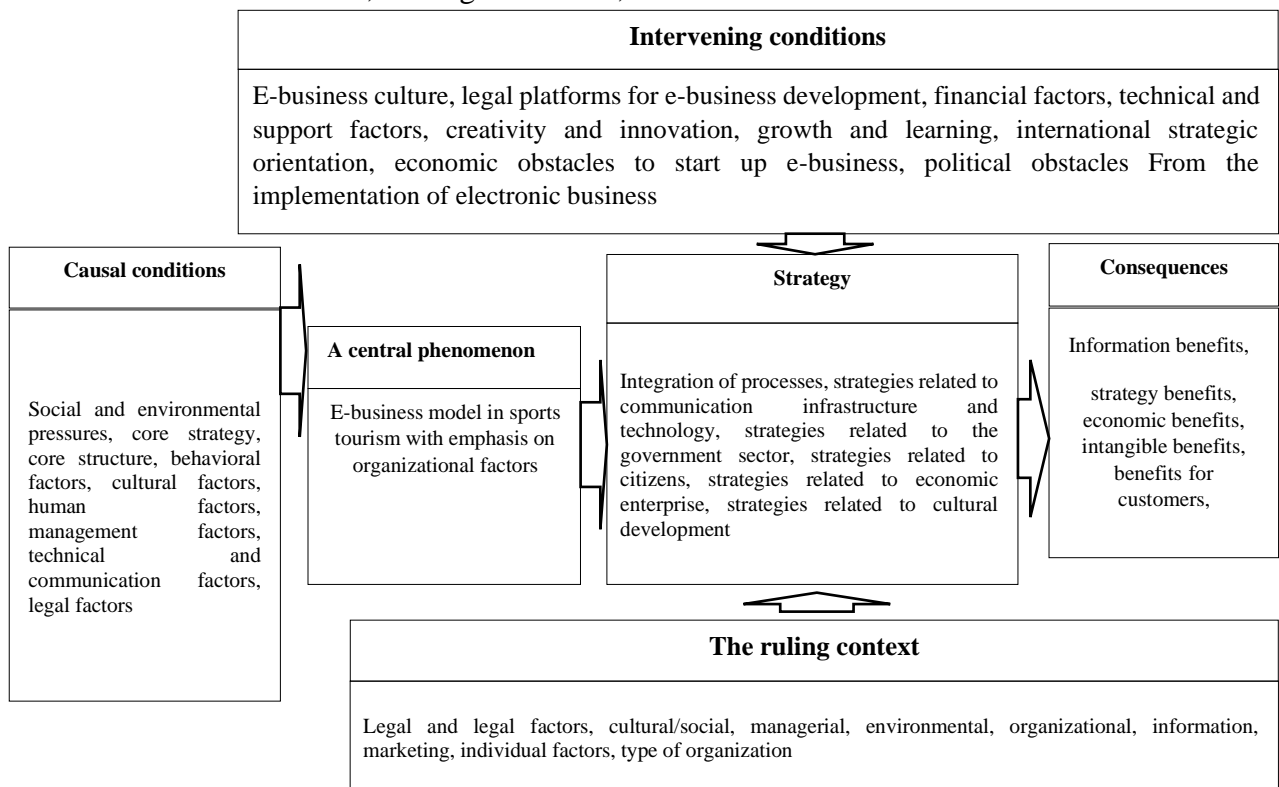 Intervening conditions
E-business culture, legal platforms for e-business development, financial factors, technical and
support factors, creativity and innovation, growth and learning, international strategic
orientation, economic obstacles to start up e-business, political obstacles From the
implementation of electronic business
Causal conditions
Social and environmental
pressures, core strategy,
core structure, behavioral
factors, cultural factors,
human factors,
management factors,
technical and
communication factors,
legal factors
A central phenomenon
E-business model in sports
tourism with emphasis on
organizational factors
Strategy
Integration of processes, strategies related to
communication infrastructure and
technology, strategies related to the
government sector, strategies related to
citizens, strategies related to economic
enterprise, strategies related to cultural
development
Consequences
Information benefits,
strategy benefits,
economic benefits,
intangible benefits,
benefits for
customers,
The ruling context
Legal and legal factors, cultural/social, managerial, environmental, organizational, information,
marketing, individual factors, type of organization